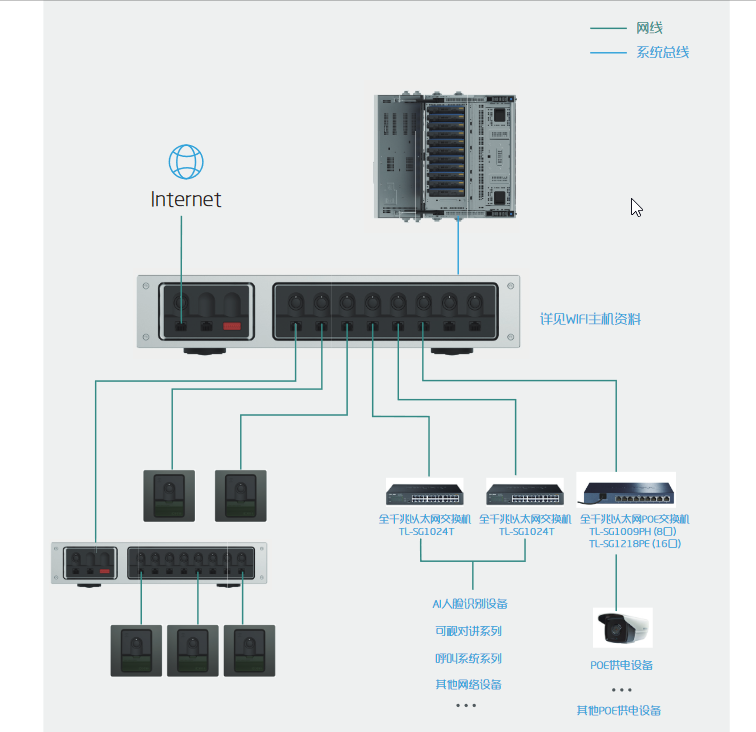 网线
系统总线
Internet
详见WIFI主机资料
全千兆以太网交换机
TL-SG1024T
全千兆以太网交换机
TL-SG1024T
全千兆以太网POE交换机
TL-SG1009PH (8口)
TL-SG1218PE (16口)
AI人脸识别设备
可视对讲系列
呼叫系统系列
其他网络设备
•••
POE供电设备
•••
其他POE供电设备